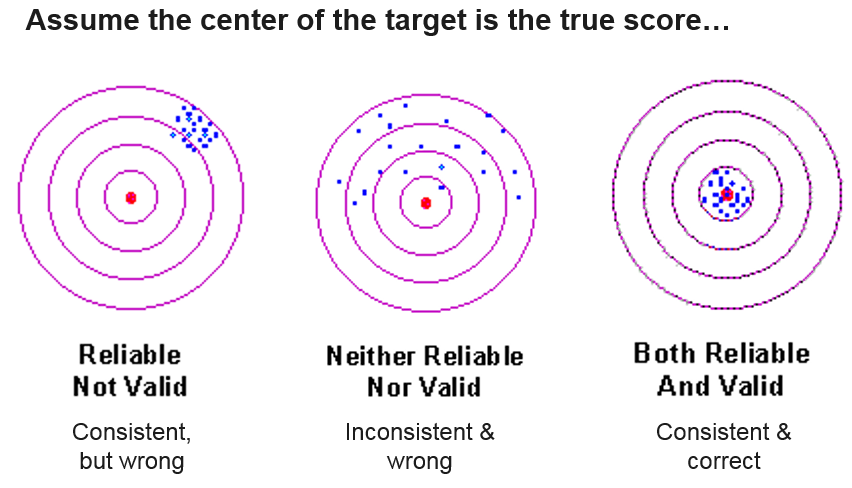 Assume the center of the target is the true score…
Reliable
Not Valid
Consistent,
but wrong
Neither Reliable
Nor Valid
Inconsistent &
wrong
Both Reliable
And Valid
Consistent &
correct